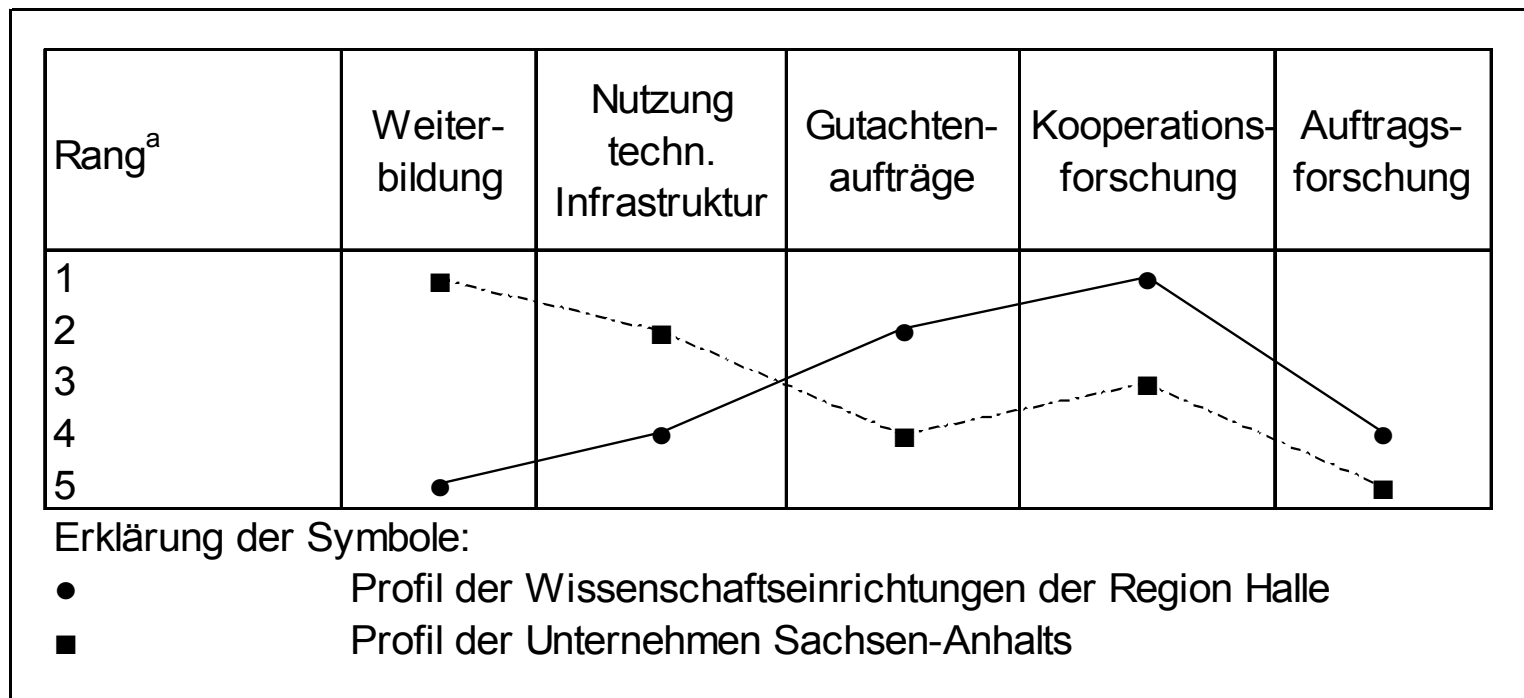 Rangª
Weiter-
bildung
Nutzung
techn.
Infrastruktur
Gutachten-
aufträge
Kooperations-
forschung
Auftrags-
forschung
1
2
3
4
5
Erklärung der Symbole:
● Profil der Wissenschaftseinrichtungen der Region Halle
■ Profil der Unternehmen Sachsen-Anhalts